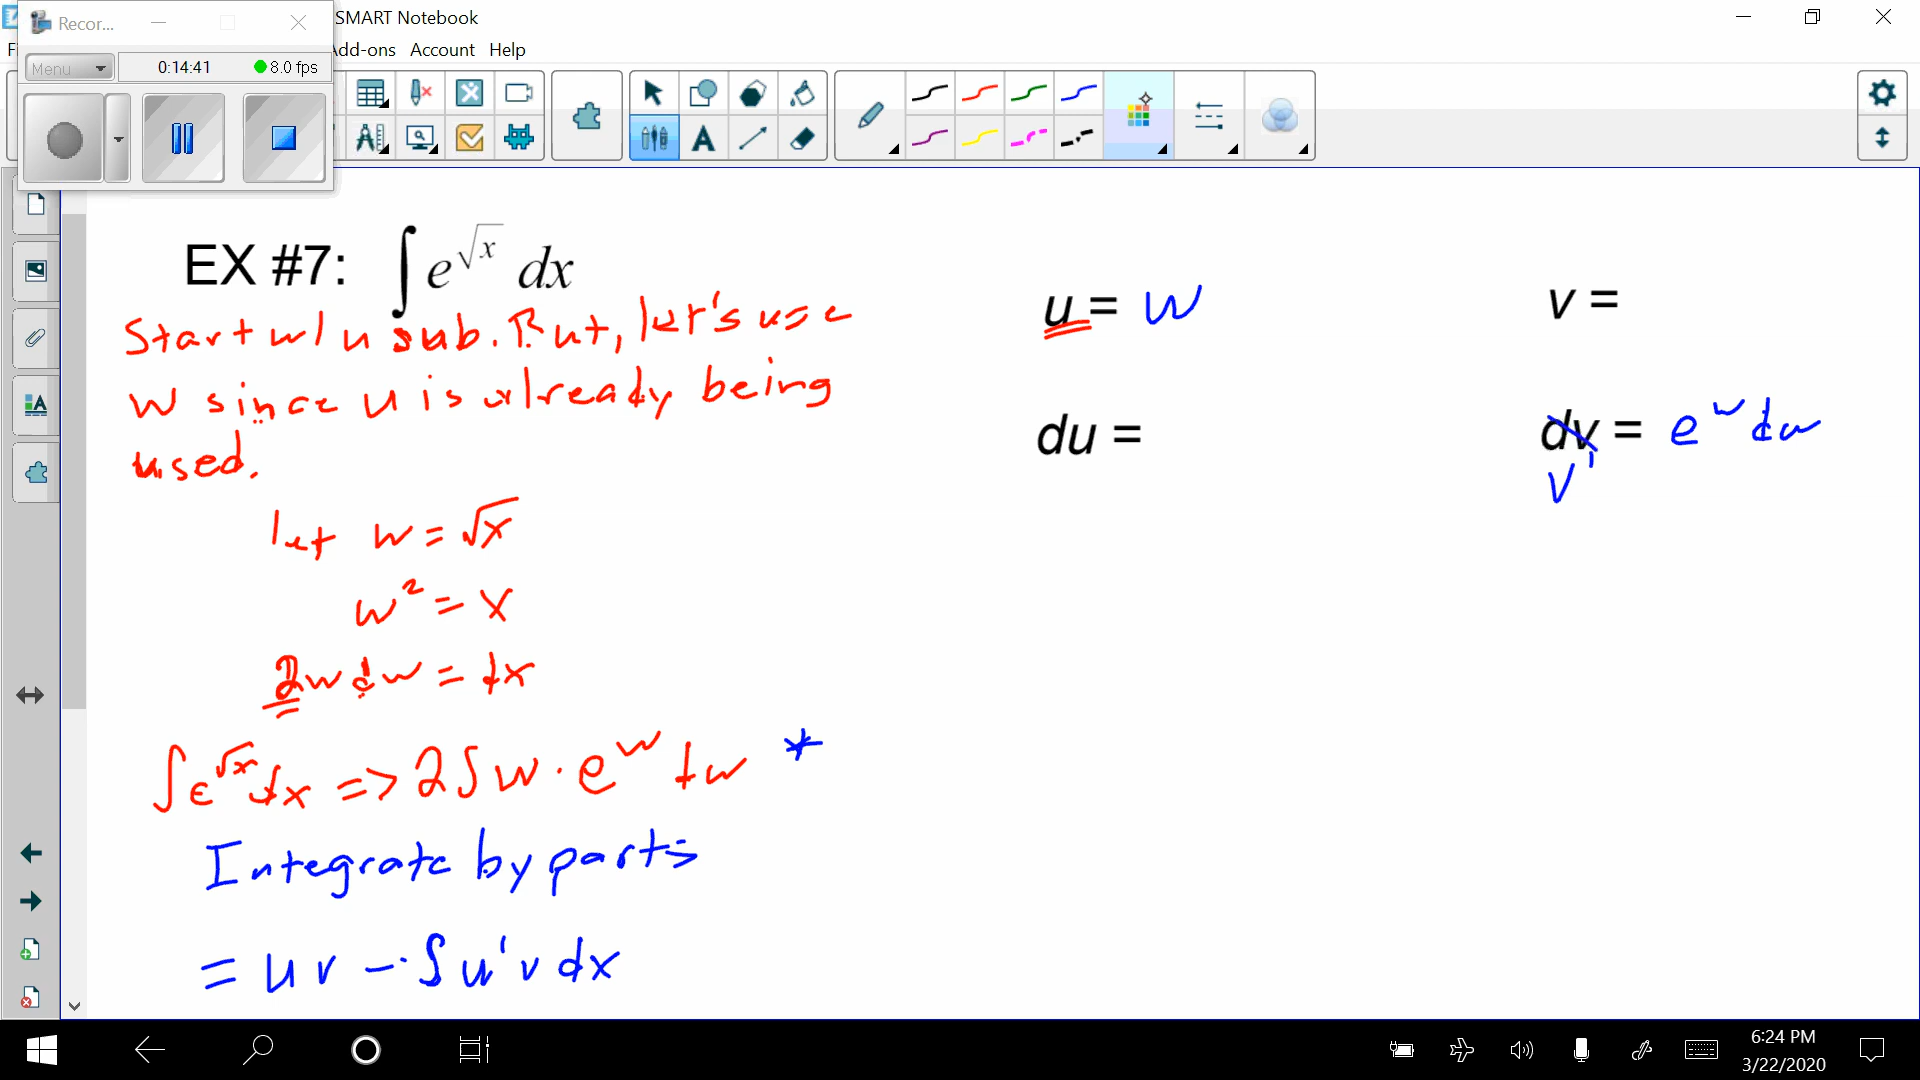 Recor...
SMART Notebook
Add-ons Account Help
Menu 0:14:41 8.0 fps
EX #7: ∫ e^√x dx
Start w/ u sub. But, let's use
w since u is already being
used.
let w = √x
w² = x
2w dw = dx
∫e^√x dx => 2∫w · e^w dw *
Integrate by parts
= uv - ∫u'v dx
u = w
v =
du =
dv = e^w dw
v'
6:24 PM
3/22/2020